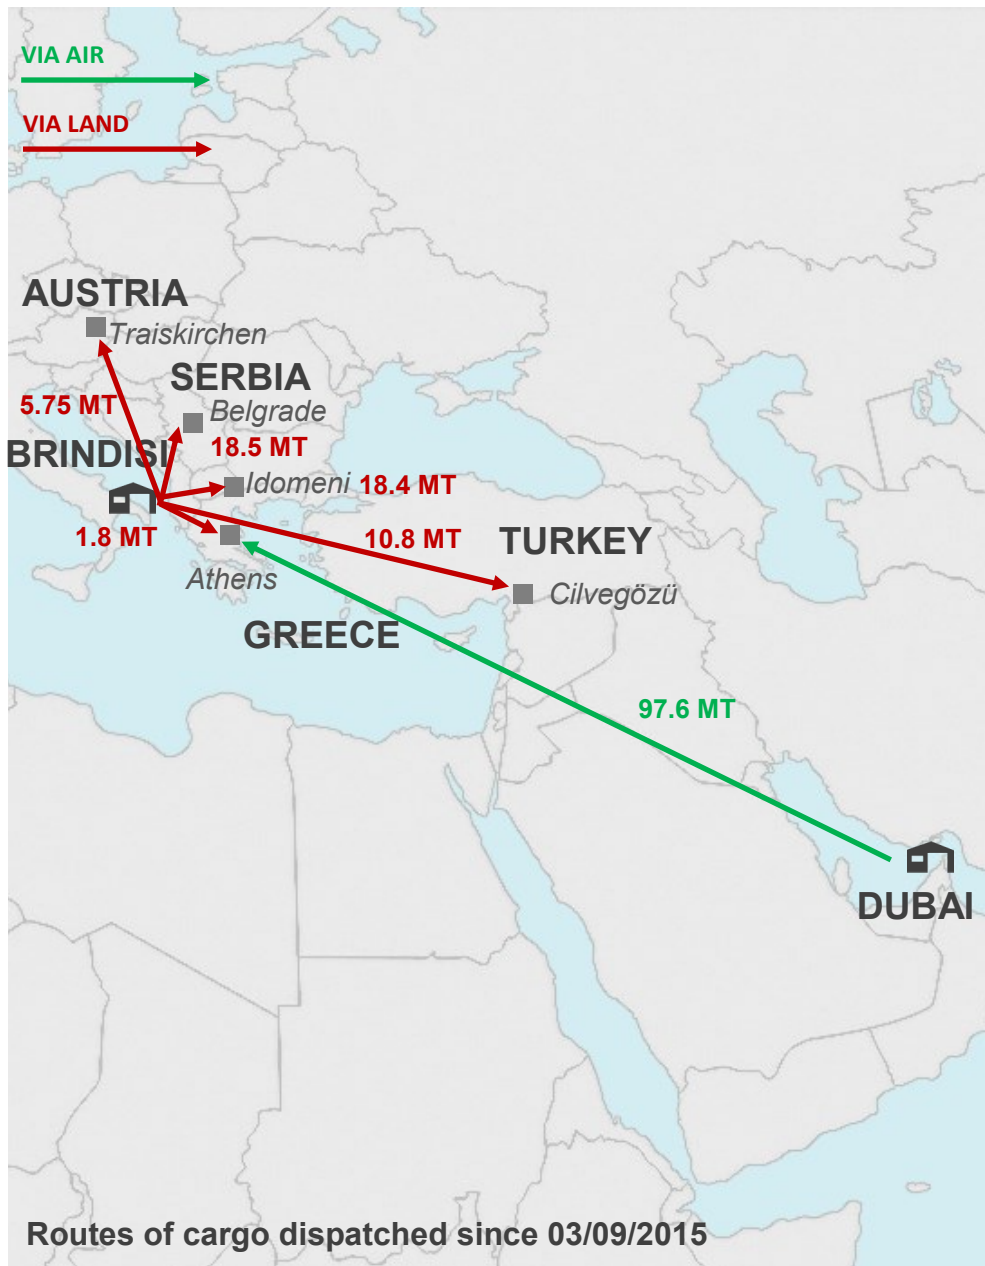 VIA AIR
VIA LAND
AUSTRIA
Traiskirchen
SERBIA
5.75 MT
Belgrade
18.5 MT
BRINDISI
Idomeni 18.4 MT
1.8 MT
10.8 MT
TURKEY
Athens
Cilvegözü
GREECE
97.6 MT
DUBAI
Routes of cargo dispatched since 03/09/2015